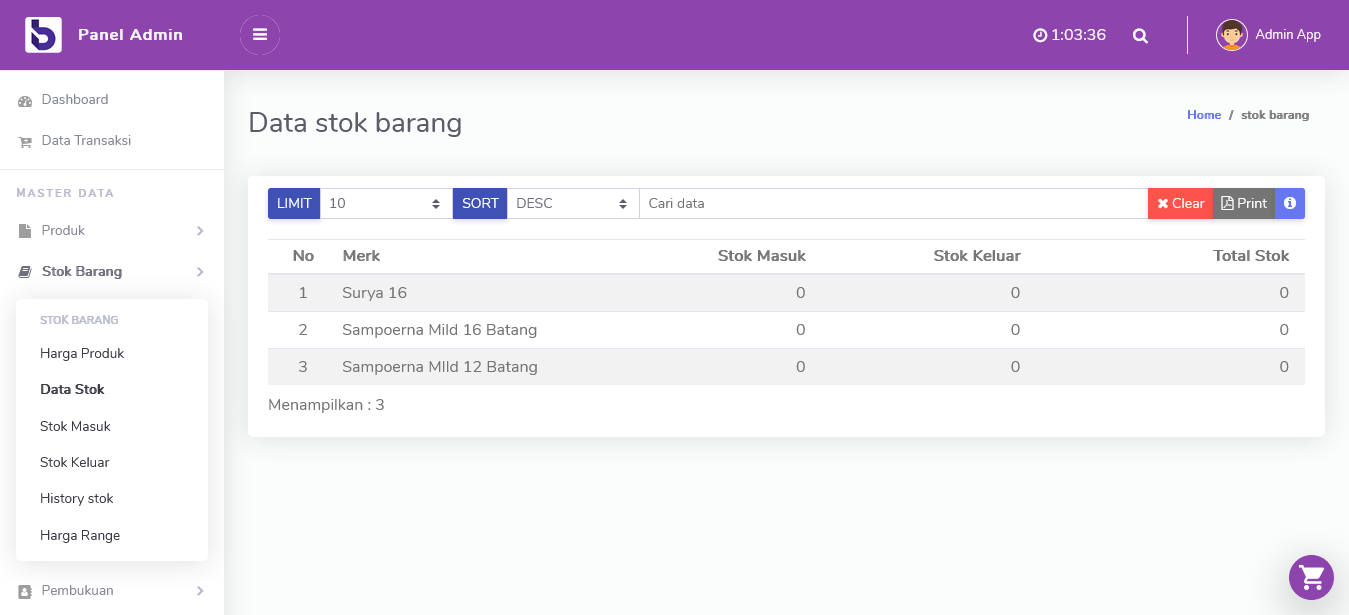 Panel Admin
1:03:36
Admin App
Dashboard
Data Transaksi
MASTER DATA
Produk
Stok Barang
STOK BARANG
Harga Produk
Data Stok
Stok Masuk
Stok Keluar
History stok
Harga Range
Pembukuan
Data stok barang
Home / stok barang
LIMIT 10 SORT DESC Cari data Clear Print
No Merk Stok Masuk Stok Keluar Total Stok
1 Surya 16 0 0 0
2 Sampoerna Mild 16 Batang 0 0 0
3 Sampoerna MIld 12 Batang 0 0 0
Menampilkan : 3